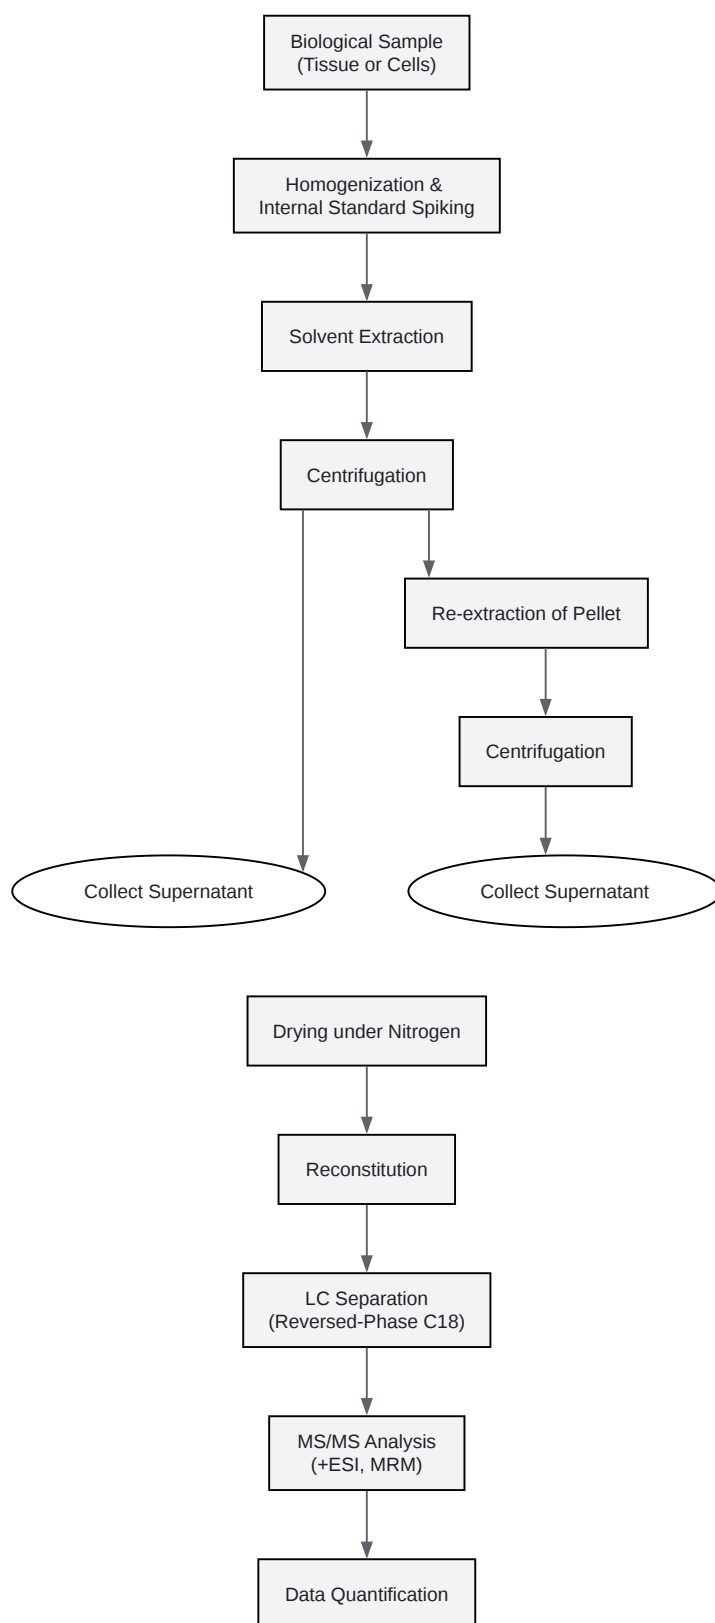 Biological Sample
(Tissue or Cells)
Homogenization &
Internal Standard Spiking
Solvent Extraction
Centrifugation
Re-extraction of Pellet
Centrifugation
Collect Supernatant
Collect Supernatant
Drying under Nitrogen
Reconstitution
LC Separation
(Reversed-Phase C18)
MS/MS Analysis
(+ESI, MRM)
Data Quantification